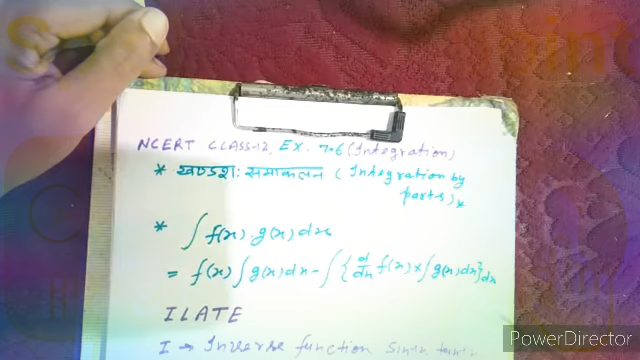 NCERT CLASS-12, EX. 7.6 (Integration)
* खण्डशः समाकलन (Integration by
parts)*
* ∫ f(x).g(x) dx
= f(x) ∫ g(x) dx - ∫ { d/dx f(x) × ∫ g(x) dx } dx
ILATE
I → Inverse function
PowerDirector